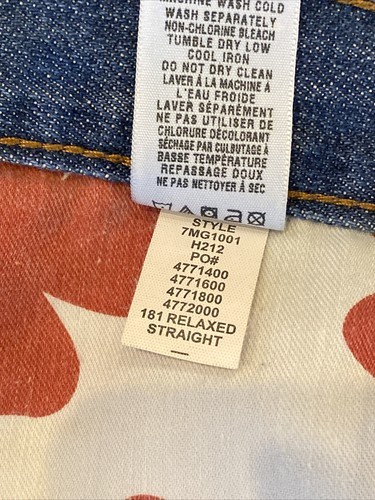 MACHINE WASH COLD
WASH SEPARATELY
NON-CHLORINE BLEACH
TUMBLE DRY LOW
COOL IRON
DO NOT DRY CLEAN
LAVER À LA MACHINE A
L'EAU FROIDE
LAVER SÉPARÉMENT
NE PAS UTILISER DE
CHLORURE DÉCOLORANT
SÉCHAGE PAR CULBUTAGE À
BASSE TEMPÉRATURE
REPASSAGE DOUX
NE PAS NETTOYER À SEC
STYLE
7MG1001
H212
PO#
4771400
4771600
4771800
4772000
181 RELAXED
STRAIGHT